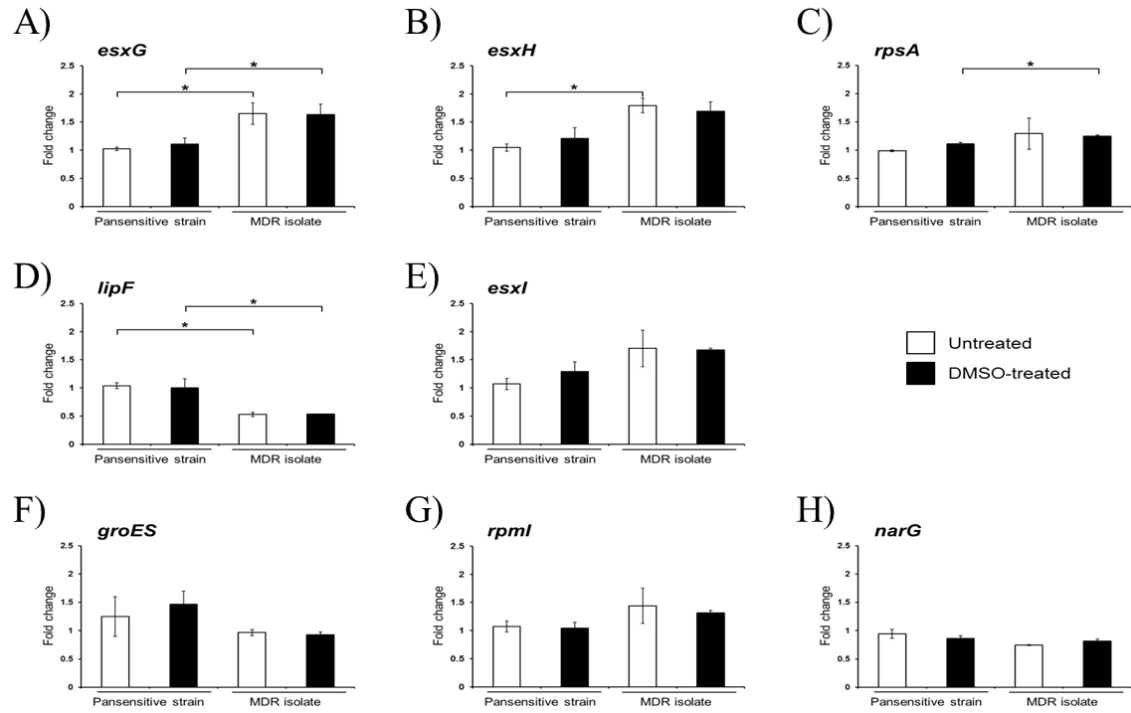 A)
esxG
*
*
2.5
2
1.5
1
0.5
0
Fold change
Pansensitive strain
MDR isolate
B)
esxH
*
2.5
2
1.5
1
0.5
0
Fold change
Pansensitive strain
MDR isolate
C)
rpsA
*
2.5
2
1.5
1
0.5
0
Fold change
Pansensitive strain
MDR isolate
D)
lipF
*
*
2.5
2
1.5
1
0.5
0
Fold change
Pansensitive strain
MDR isolate
E)
esxI
2.5
2
1.5
1
0.5
0
Fold change
Pansensitive strain
MDR isolate
Untreated
DMSO-treated
F)
groES
2.5
2
1.5
1
0.5
0
Fold change
Pansensitive strain
MDR isolate
G)
rpmI
2.5
2
1.5
1
0.5
0
Fold change
Pansensitive strain
MDR isolate
H)
narG
2.5
2
1.5
1
0.5
0
Fold change
Pansensitive strain
MDR isolate